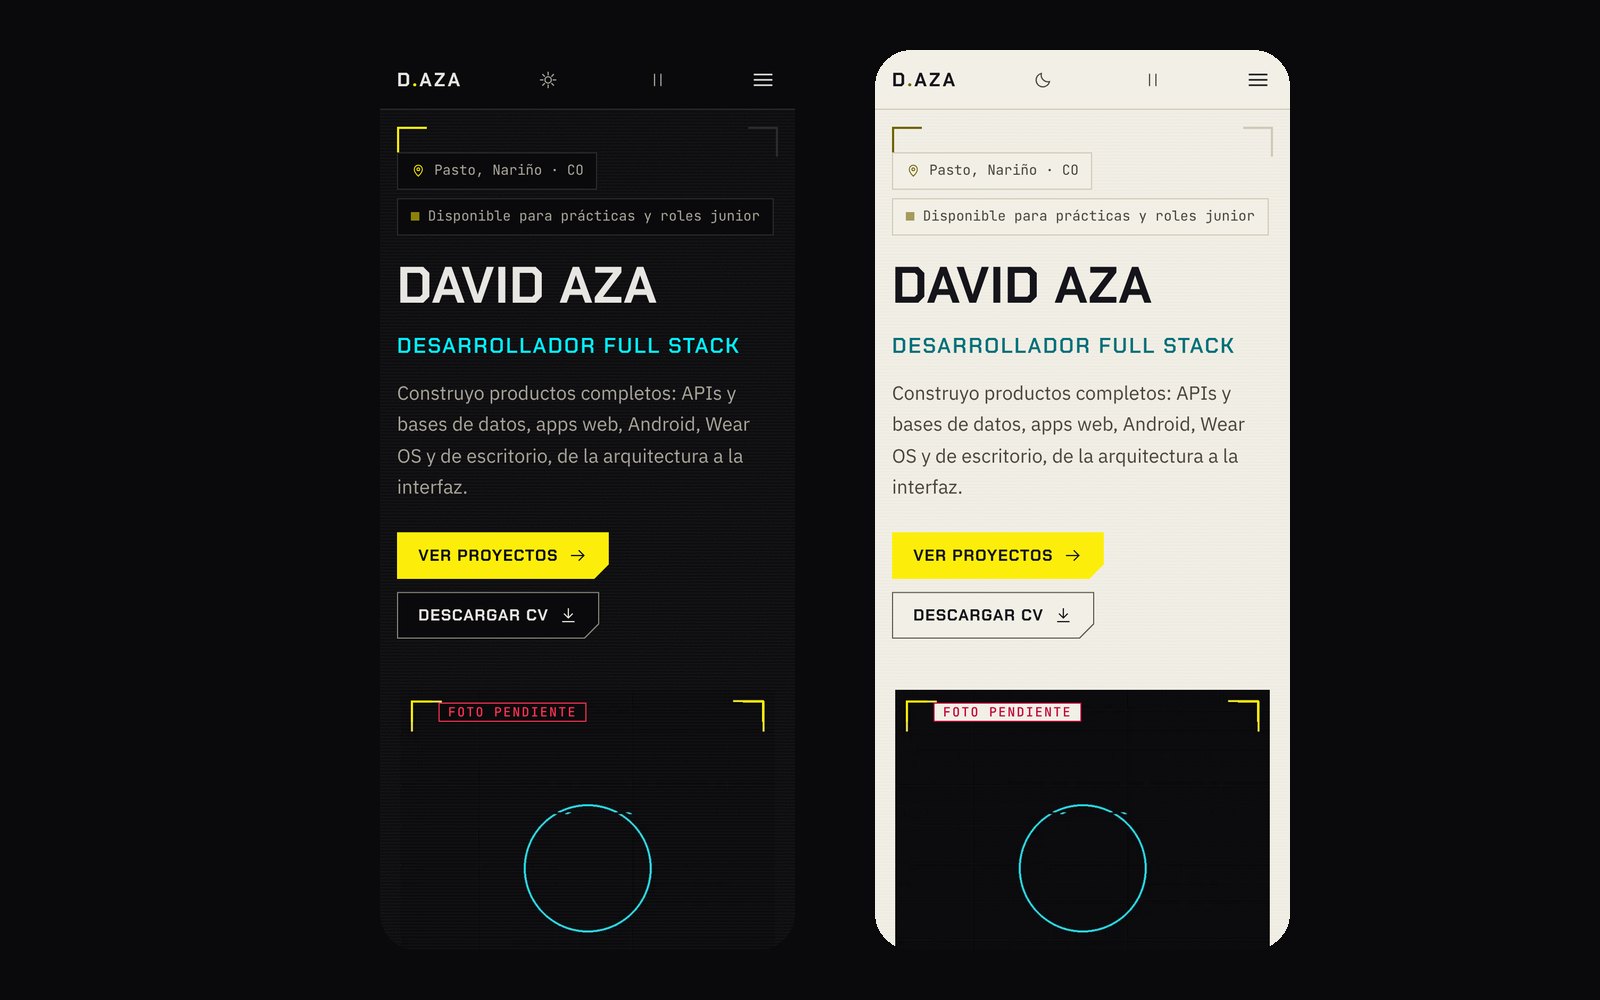 D.AZA
Pasto, Nariño · CO
Disponible para prácticas y roles junior
DAVID AZA
DESARROLLADOR FULL STACK
Construyo productos completos: APIs y
bases de datos, apps web, Android, Wear
OS y de escritorio, de la arquitectura a la
interfaz.
VER PROYECTOS
DESCARGAR CV
FOTO PENDIENTE
D.AZA
Pasto, Nariño · CO
Disponible para prácticas y roles junior
DAVID AZA
DESARROLLADOR FULL STACK
Construyo productos completos: APIs y
bases de datos, apps web, Android, Wear
OS y de escritorio, de la arquitectura a la
interfaz.
VER PROYECTOS
DESCARGAR CV
FOTO PENDIENTE